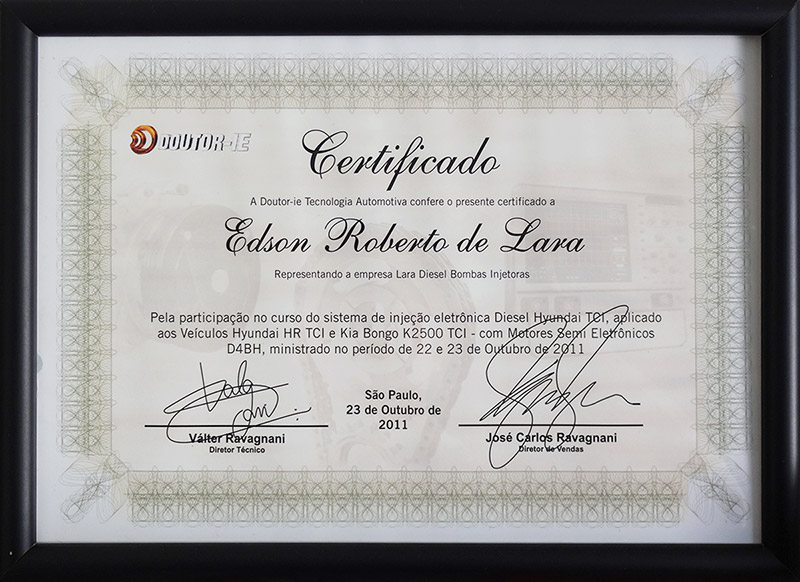 DOUTOR-IE
Certificado
A Doutor-ie Tecnologia Automotiva confere o presente certificado a
Edson Roberto de Lara
Representando a empresa Lara Diesel Bombas Injetoras
Pela participação no curso do sistema de injeção eletrônica Diesel Hyundai TCI, aplicado
aos Veículos Hyundai HR TCI e Kia Bongo K2500 TCI - com Motores Semi Eletrônicos
D4BH, ministrado no período de 22 e 23 de Outubro de 2011
São Paulo,
23 de Outubro de
2011
Válter Ravagnani
Diretor Técnico
José Carlos Ravagnani
Diretor de Vendas